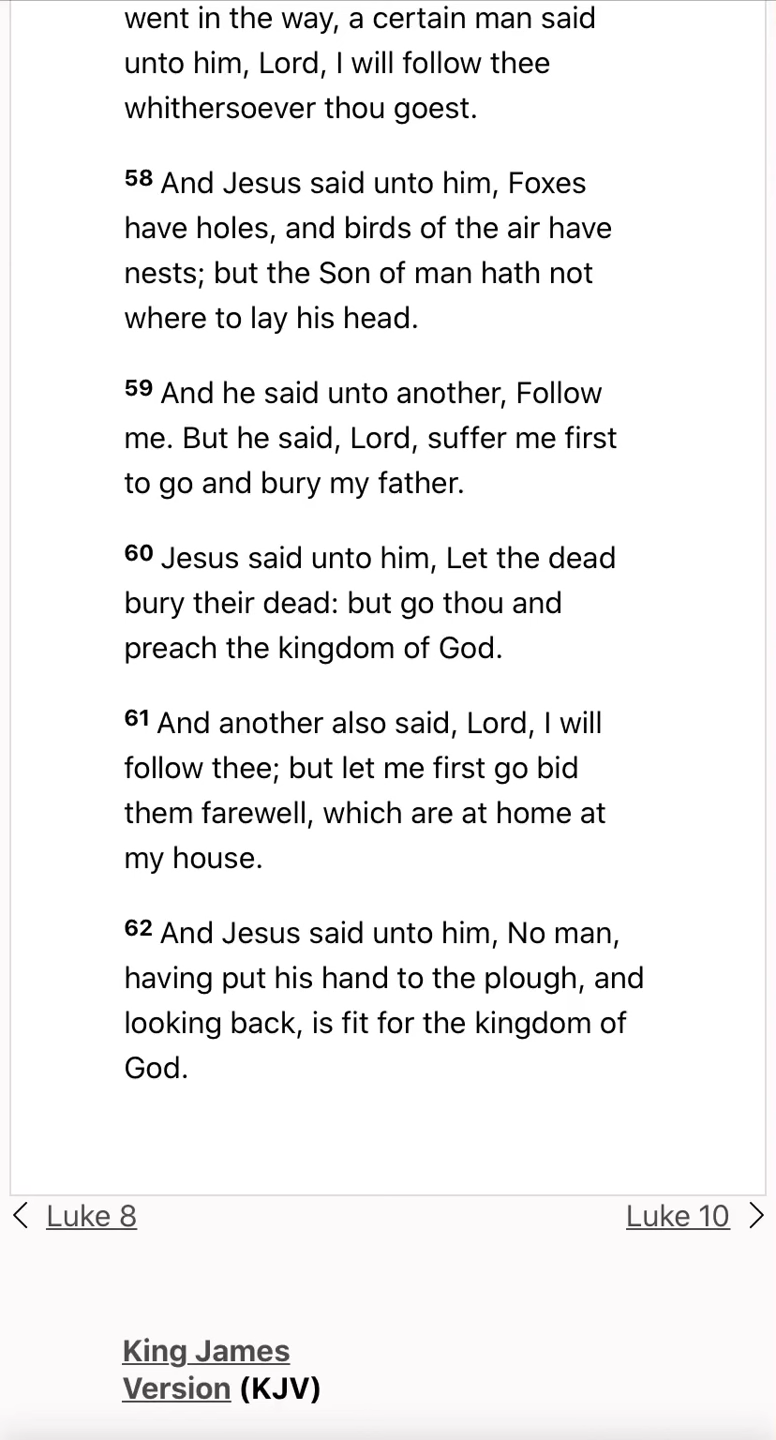 went in the way, a certain man said
unto him, Lord, I will follow thee
whithersoever thou goest.
58 And Jesus said unto him, Foxes
have holes, and birds of the air have
nests; but the Son of man hath not
where to lay his head.
59 And he said unto another, Follow
me. But he said, Lord, suffer me first
to go and bury my father.
60 Jesus said unto him, Let the dead
bury their dead: but go thou and
preach the kingdom of God.
61 And another also said, Lord, I will
follow thee; but let me first go bid
them farewell, which are at home at
my house.
62 And Jesus said unto him, No man,
having put his hand to the plough, and
looking back, is fit for the kingdom of
God.
Luke 8
Luke 10
King James
Version (KJV)